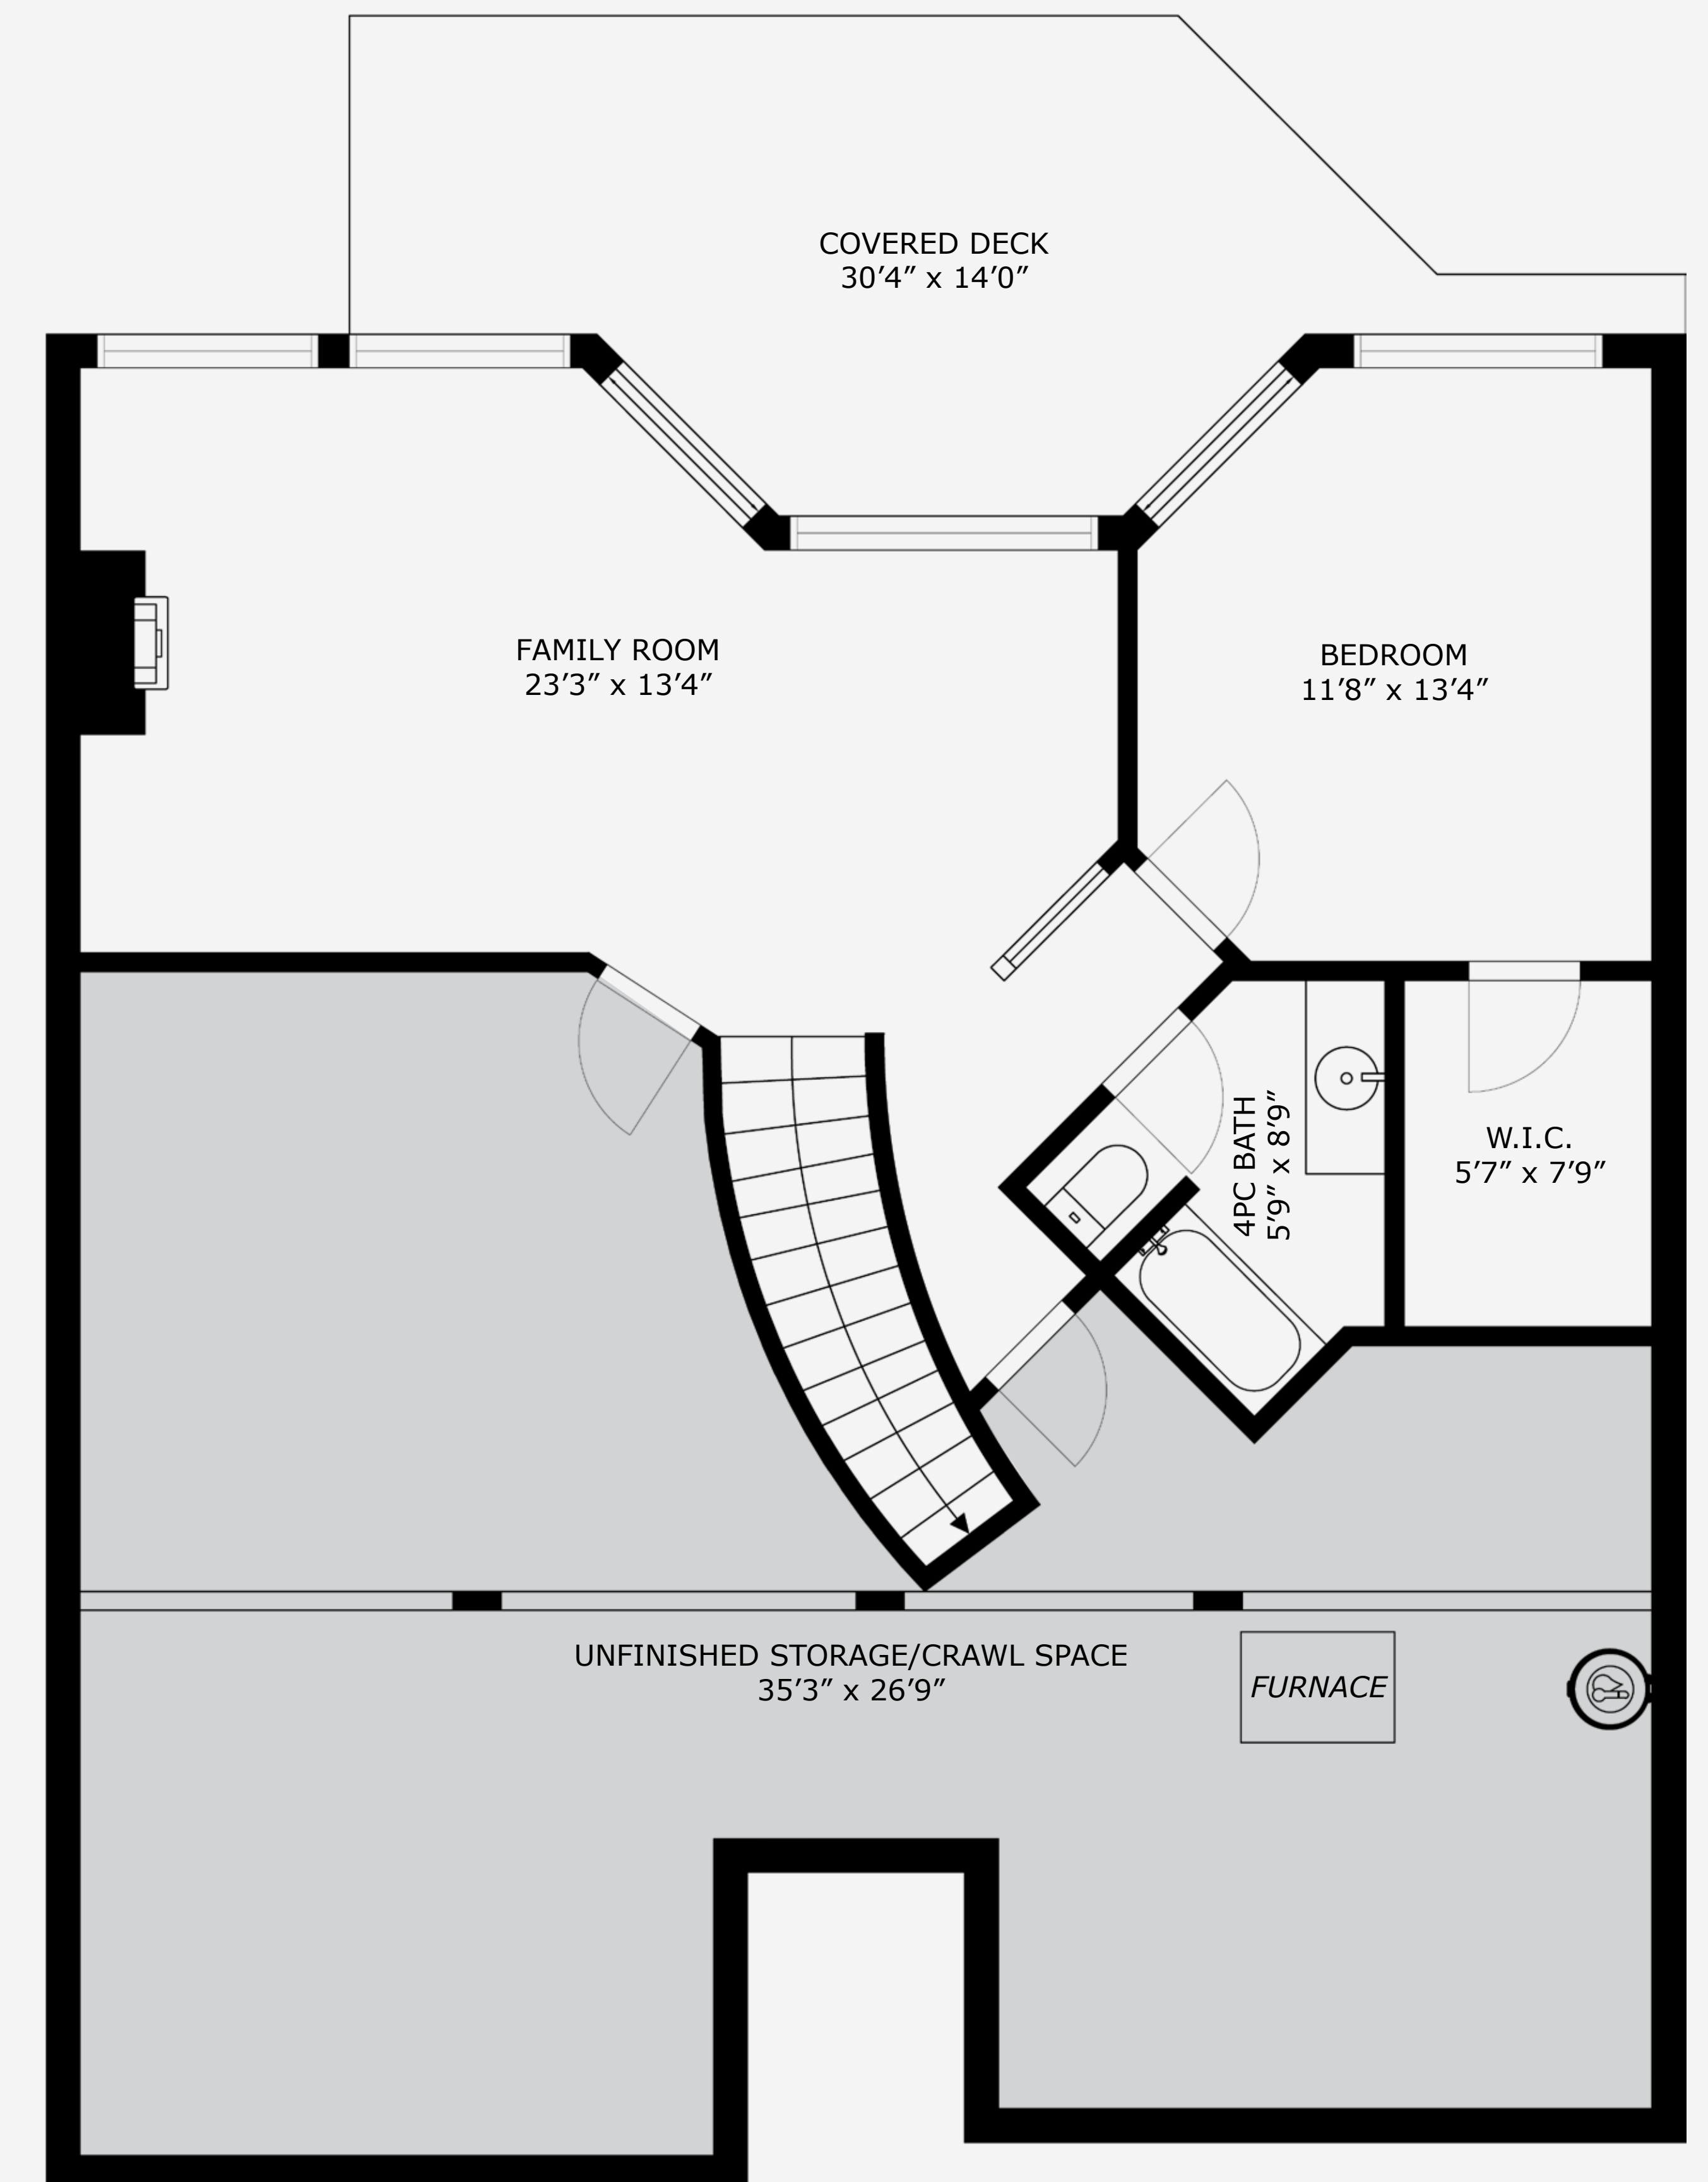 COVERED DECK
30′4″ x 14′0″
FAMILY ROOM
23′3″ x 13′4″
BEDROOM
11′8″ x 13′4″
4PC BATH
5′9″ x 8′9″
W.I.C.
5′7″ x 7′9″
UNFINISHED STORAGE/CRAWL SPACE
35′3″ x 26′9″
FURNACE